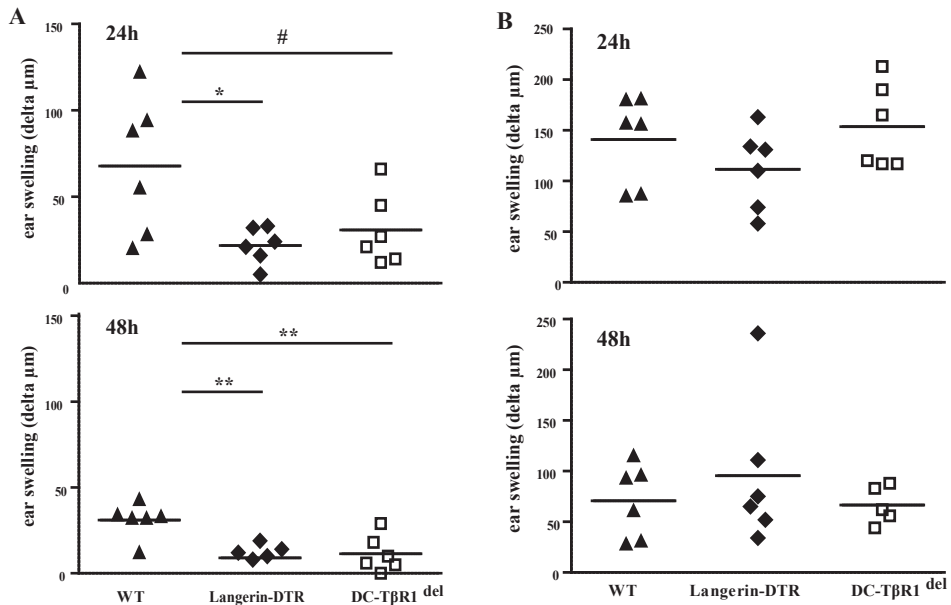 A
24h
#
*
ear swelling (delta μm)
150
100
50
0
48h
**
**
ear swelling (delta μm)
150
100
50
0
WT
Langerin-DTR
DC-TβR1 del
B
24h
ear swelling (delta μm)
250
200
150
100
50
0
48h
ear swelling (delta μm)
250
200
150
100
50
0
WT
Langerin-DTR
DC-TβR1 del